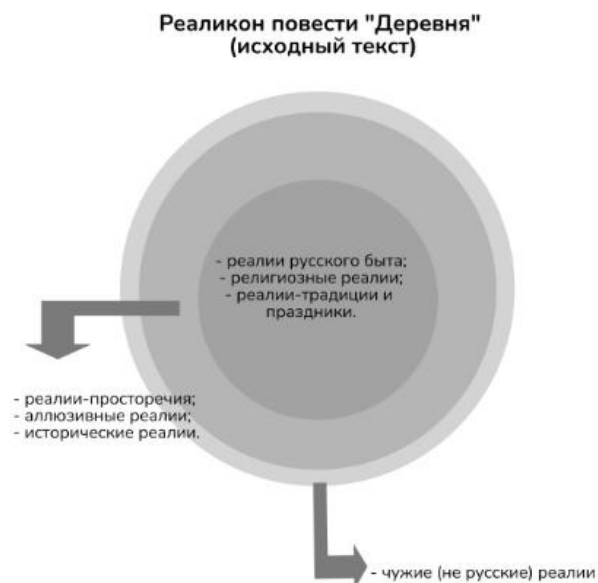 Реаликон повести "Деревня"
(исходный текст)
- реалии русского быта;
- религиозные реалии;
- реалии-традиции и
праздники.
- реалии-просторечия;
- аллюзивные реалии;
- исторические реалии.
- чужие (не русские) реалии